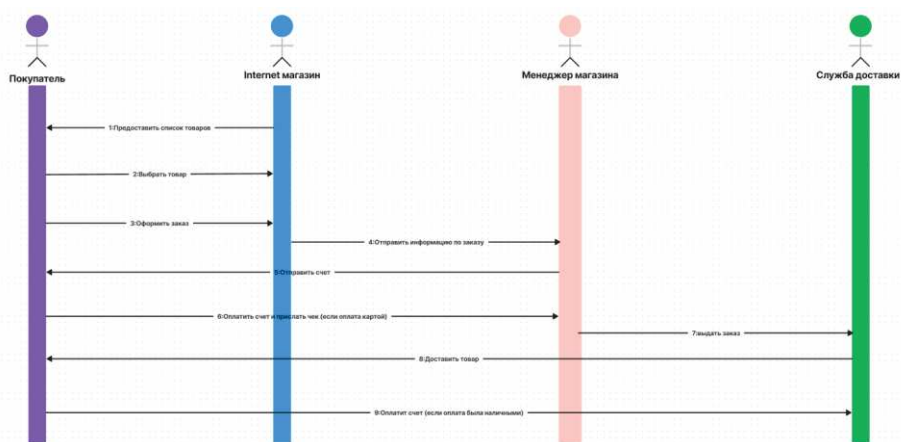 Покупатель
Internet магазин
Менеджер магазина
Служба доставки
1:Предоставить список товаров
2:Выбрать товар
3:Оформить заказ
4:Отправить информацию по заказу
5:Отправить счет
6:Оплатить счет и прислать чек (если оплата картой)
7:выдать заказ
8:Доставить товар
9:Оплатит счет (если оплата была наличными)